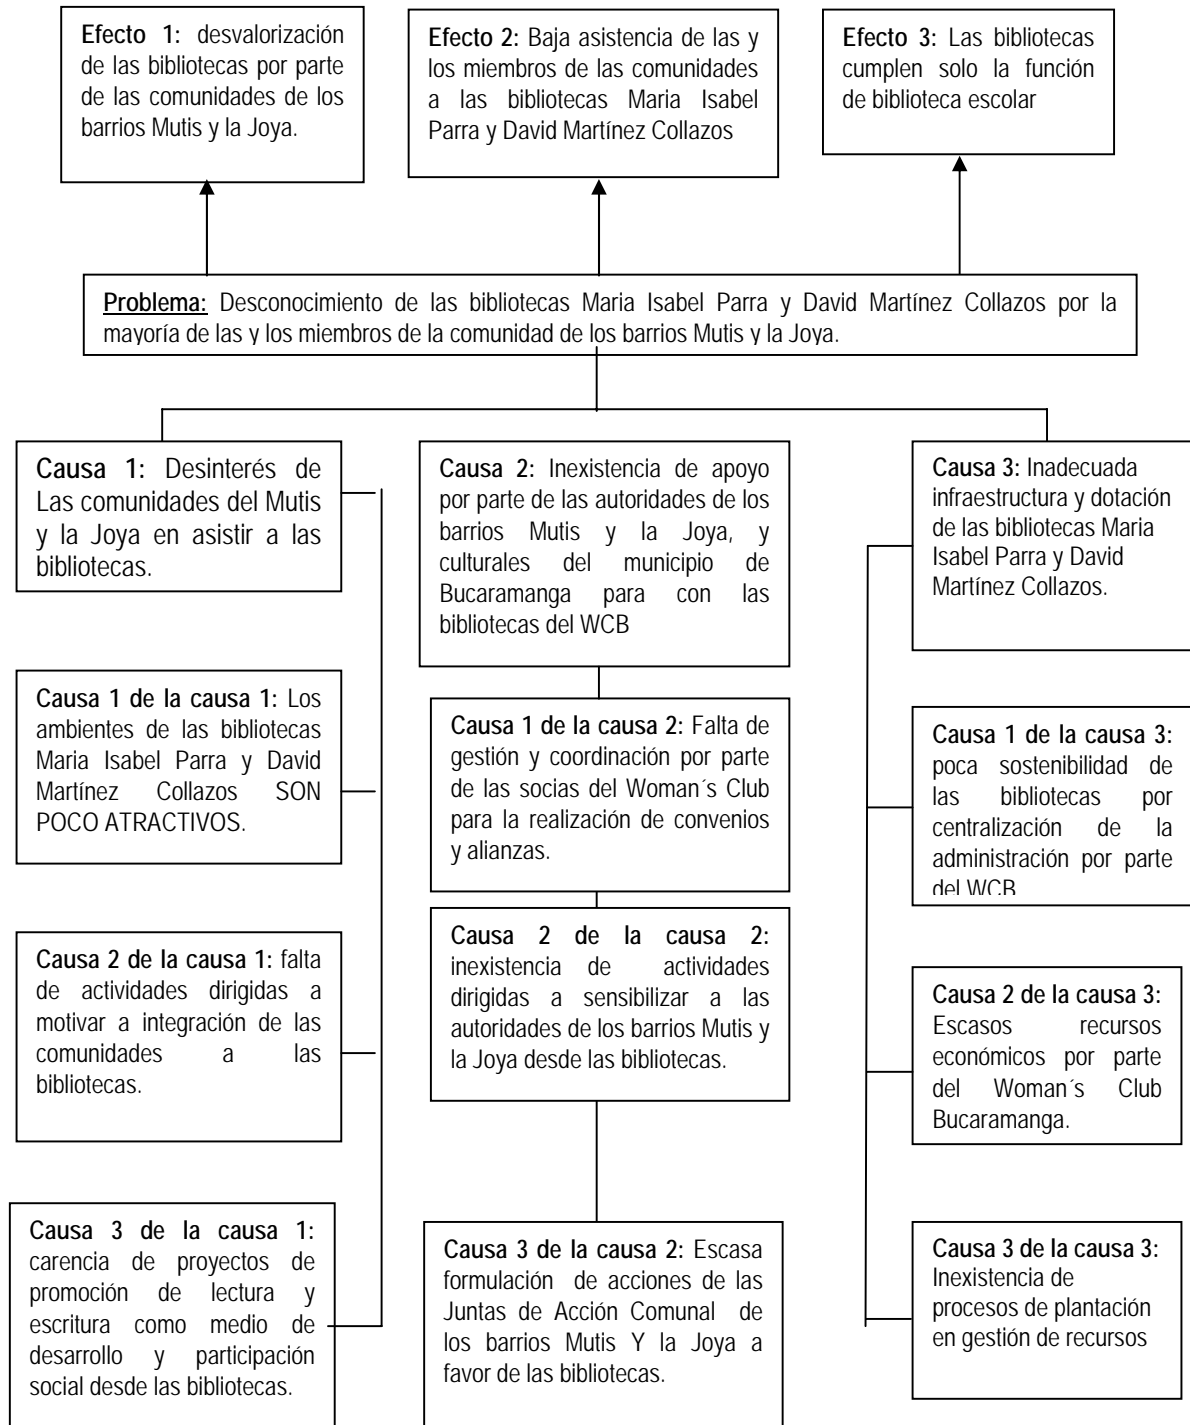 Efecto 1: desvalorización
de las bibliotecas por parte
de las comunidades de los
barrios Mutis y la Joya.
Efecto 2: Baja asistencia de las y
los miembros de las comunidades
a las bibliotecas Maria Isabel
Parra y David Martínez Collazos
Efecto 3: Las bibliotecas
cumplen solo la función
de biblioteca escolar
Problema: Desconocimiento de las bibliotecas Maria Isabel Parra y David Martínez Collazos por la
mayoría de las y los miembros de la comunidad de los barrios Mutis y la Joya.
Causa 1: Desinterés de
Las comunidades del Mutis
y la Joya en asistir a las
bibliotecas.
Causa 1 de la causa 1: Los
ambientes de las bibliotecas
Maria Isabel Parra y David
Martínez Collazos SON
POCO ATRACTIVOS.
Causa 2 de la causa 1: falta
de actividades dirigidas a
motivar a integración de las
comunidades a las
bibliotecas.
Causa 3 de la causa 1:
carencia de proyectos de
promoción de lectura y
escritura como medio de
desarrollo y participación
social desde las bibliotecas.
Causa 2: Inexistencia de apoyo
por parte de las autoridades de los
barrios Mutis y la Joya, y
culturales del municipio de
Bucaramanga para con las
bibliotecas del WCB
Causa 1 de la causa 2: Falta de
gestión y coordinación por parte
de las socias del Woman´s Club
para la realización de convenios
y alianzas.
Causa 2 de la causa 2:
inexistencia de actividades
dirigidas a sensibilizar a las
autoridades de los barrios Mutis y
la Joya desde las bibliotecas.
Causa 3 de la causa 2: Escasa
formulación de acciones de las
Juntas de Acción Comunal de
los barrios Mutis Y la Joya a
favor de las bibliotecas.
Causa 3: Inadecuada
infraestructura y dotación
de las bibliotecas Maria
Isabel Parra y David
Martínez Collazos.
Causa 1 de la causa 3:
poca sostenibilidad de
las bibliotecas por
centralización de la
administración por parte
del WCB
Causa 2 de la causa 3:
Escasos recursos
económicos por parte
del Woman´s Club
Bucaramanga.
Causa 3 de la causa 3:
Inexistencia de
procesos de plantación
en gestión de recursos